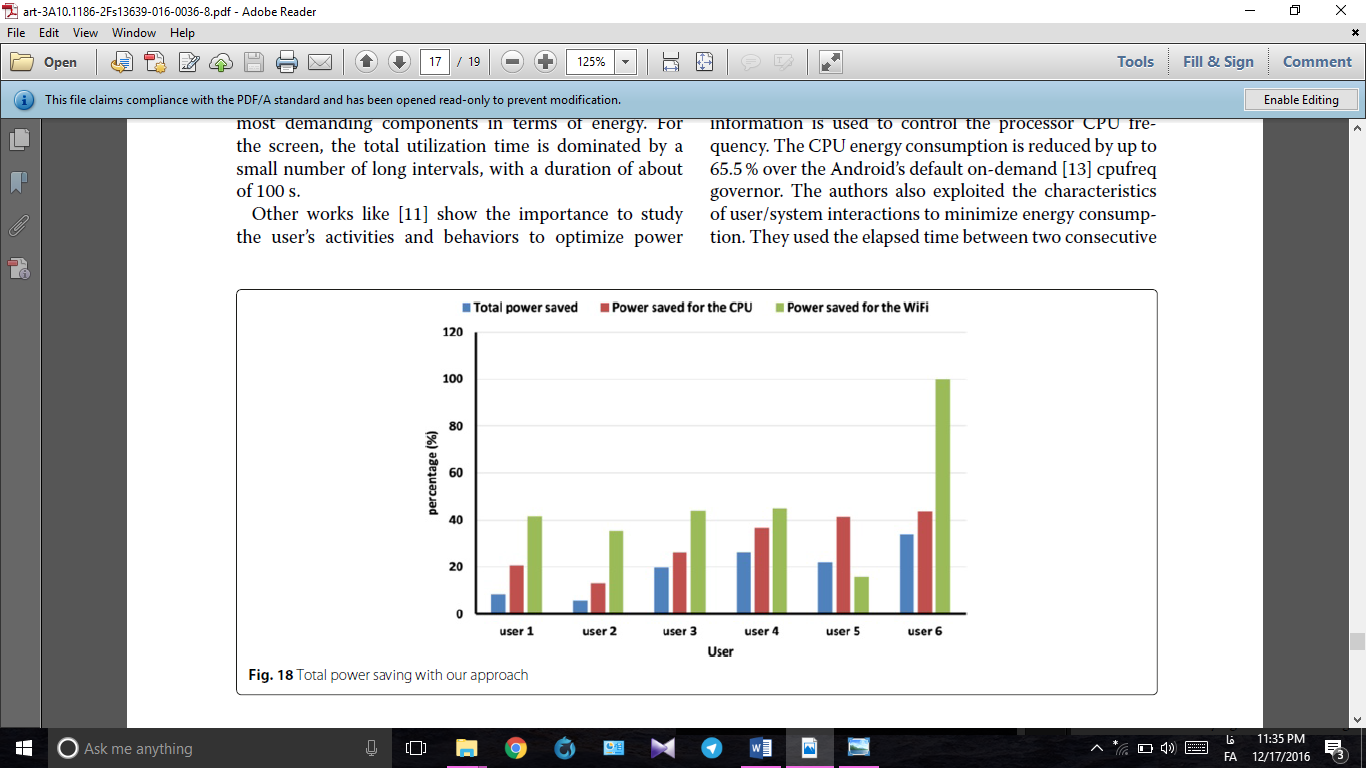 art-3A10.1186-2Fs13639-016-0036-8.pdf - Adobe Reader
File Edit View Window Help
Open 17 / 19 125% Tools Fill & Sign Comment
This file claims compliance with the PDF/A standard and has been opened read-only to prevent modification. Enable Editing
most demanding components in terms of energy. For
the screen, the total utilization time is dominated by a
small number of long intervals, with a duration of about
of 100 s.
Other works like [11] show the importance to study
the user's activities and behaviors to optimize power
information is used to control the processor CPU fre-
quency. The CPU energy consumption is reduced by up to
65.5 % over the Android's default on-demand [13] cpufreq
governor. The authors also exploited the characteristics
of user/system interactions to minimize energy consump-
tion. They used the elapsed time between two consecutive
Total power saved Power saved for the CPU Power saved for the WiFi
120
100
80
60
40
20
0
percentage (%)
user 1 user 2 user 3 user 4 user 5 user 6
User
Fig. 18 Total power saving with our approach
Ask me anything
فا
FA
11:35 PM
12/17/2016
3